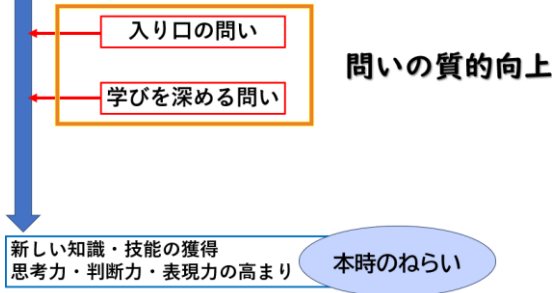 入り口の問い
問いの質的向上
学びを深める問い
新しい知識・技能の獲得
思考力・判断力・表現力の高まり
本時のねらい